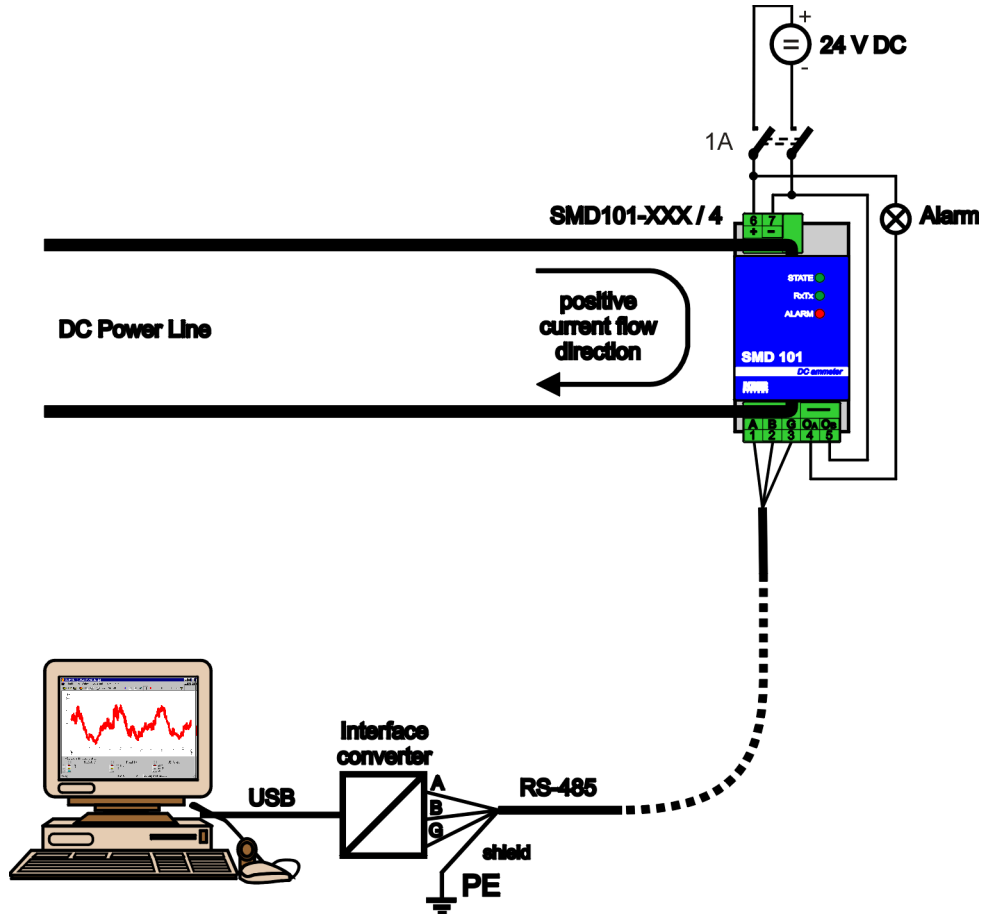 +
24 V DC
-
1A
SMD101-XXX / 4
6 7
+ -
Alarm
STATE
RxTx
ALARM
DC Power Line
positive
current flow
direction
SMD 101
DC ammeter
A B G OA OB
1 2 3 4 5
Interface
converter
A
B
G
USB
RS-485
shield
PE